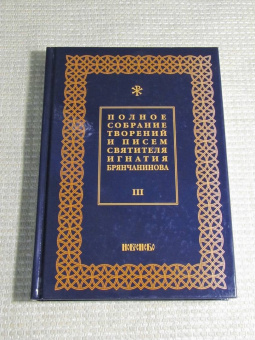 ПОЛНОЕ
СОБРАНИЕ
ТВОРЕНИЙ
И ПИСЕМ
СВЯТИТЕЛЯ
ИГНАТИЯ
БРЯНЧАНИНОВА
III